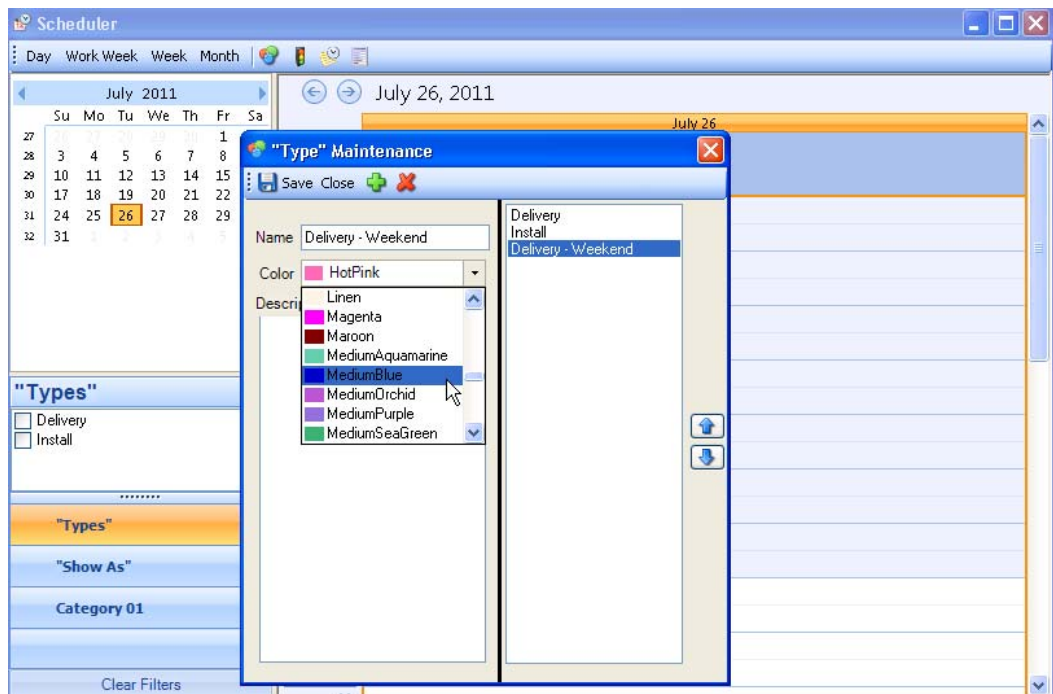 Scheduler
Day Work Week Week Month
July 2011
Su Mo Tu We Th Fr Sa
27 1
28 3 4 5 6 7 8
29 10 11 12 13 14 15
30 17 18 19 20 21 22
31 24 25 26 27 28 29
32 31
July 26, 2011
July 26
"Type" Maintenance
Save Close
Name Delivery - Weekend
Color HotPink
Linen
Magenta
Maroon
MediumAquamarine
MediumBlue
MediumOrchid
MediumPurple
MediumSeaGreen
Delivery
Install
Delivery - Weekend
"Types"
Delivery
Install
"Types"
"Show As"
Category 01
Clear Filters